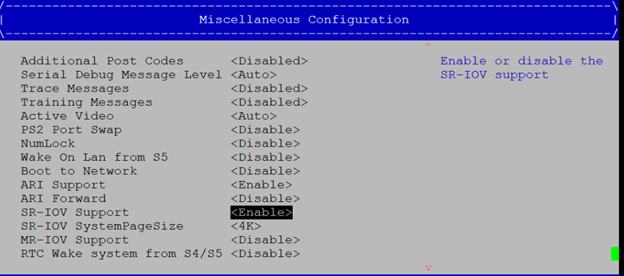 Miscellaneous Configuration
Additional Post Codes <Disabled>
Serial Debug Message Level <Auto>
Trace Messages <Disabled>
Training Messages <Disabled>
Active Video <Auto>
PS2 Port Swap <Disable>
NumLock <Disable>
Wake On Lan from S5 <Disable>
Boot to Network <Disable>
ARI Support <Enable>
ARI Forward <Disable>
SR-IOV Support <Enable>
SR-IOV SystemPageSize <4K>
MR-IOV Support <Disable>
RTC Wake system from S4/S5 <Disable>
Enable or disable the
SR-IOV support